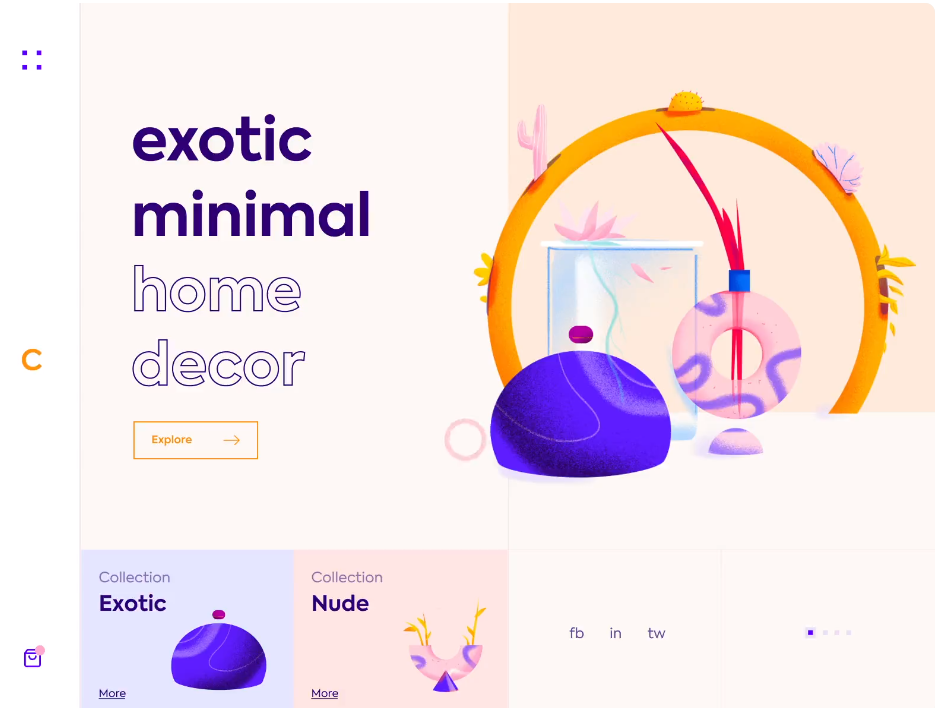 exotic
minimal
home
decor
C
Explore
Collection
Exotic
More
Collection
Nude
More
fb in tw